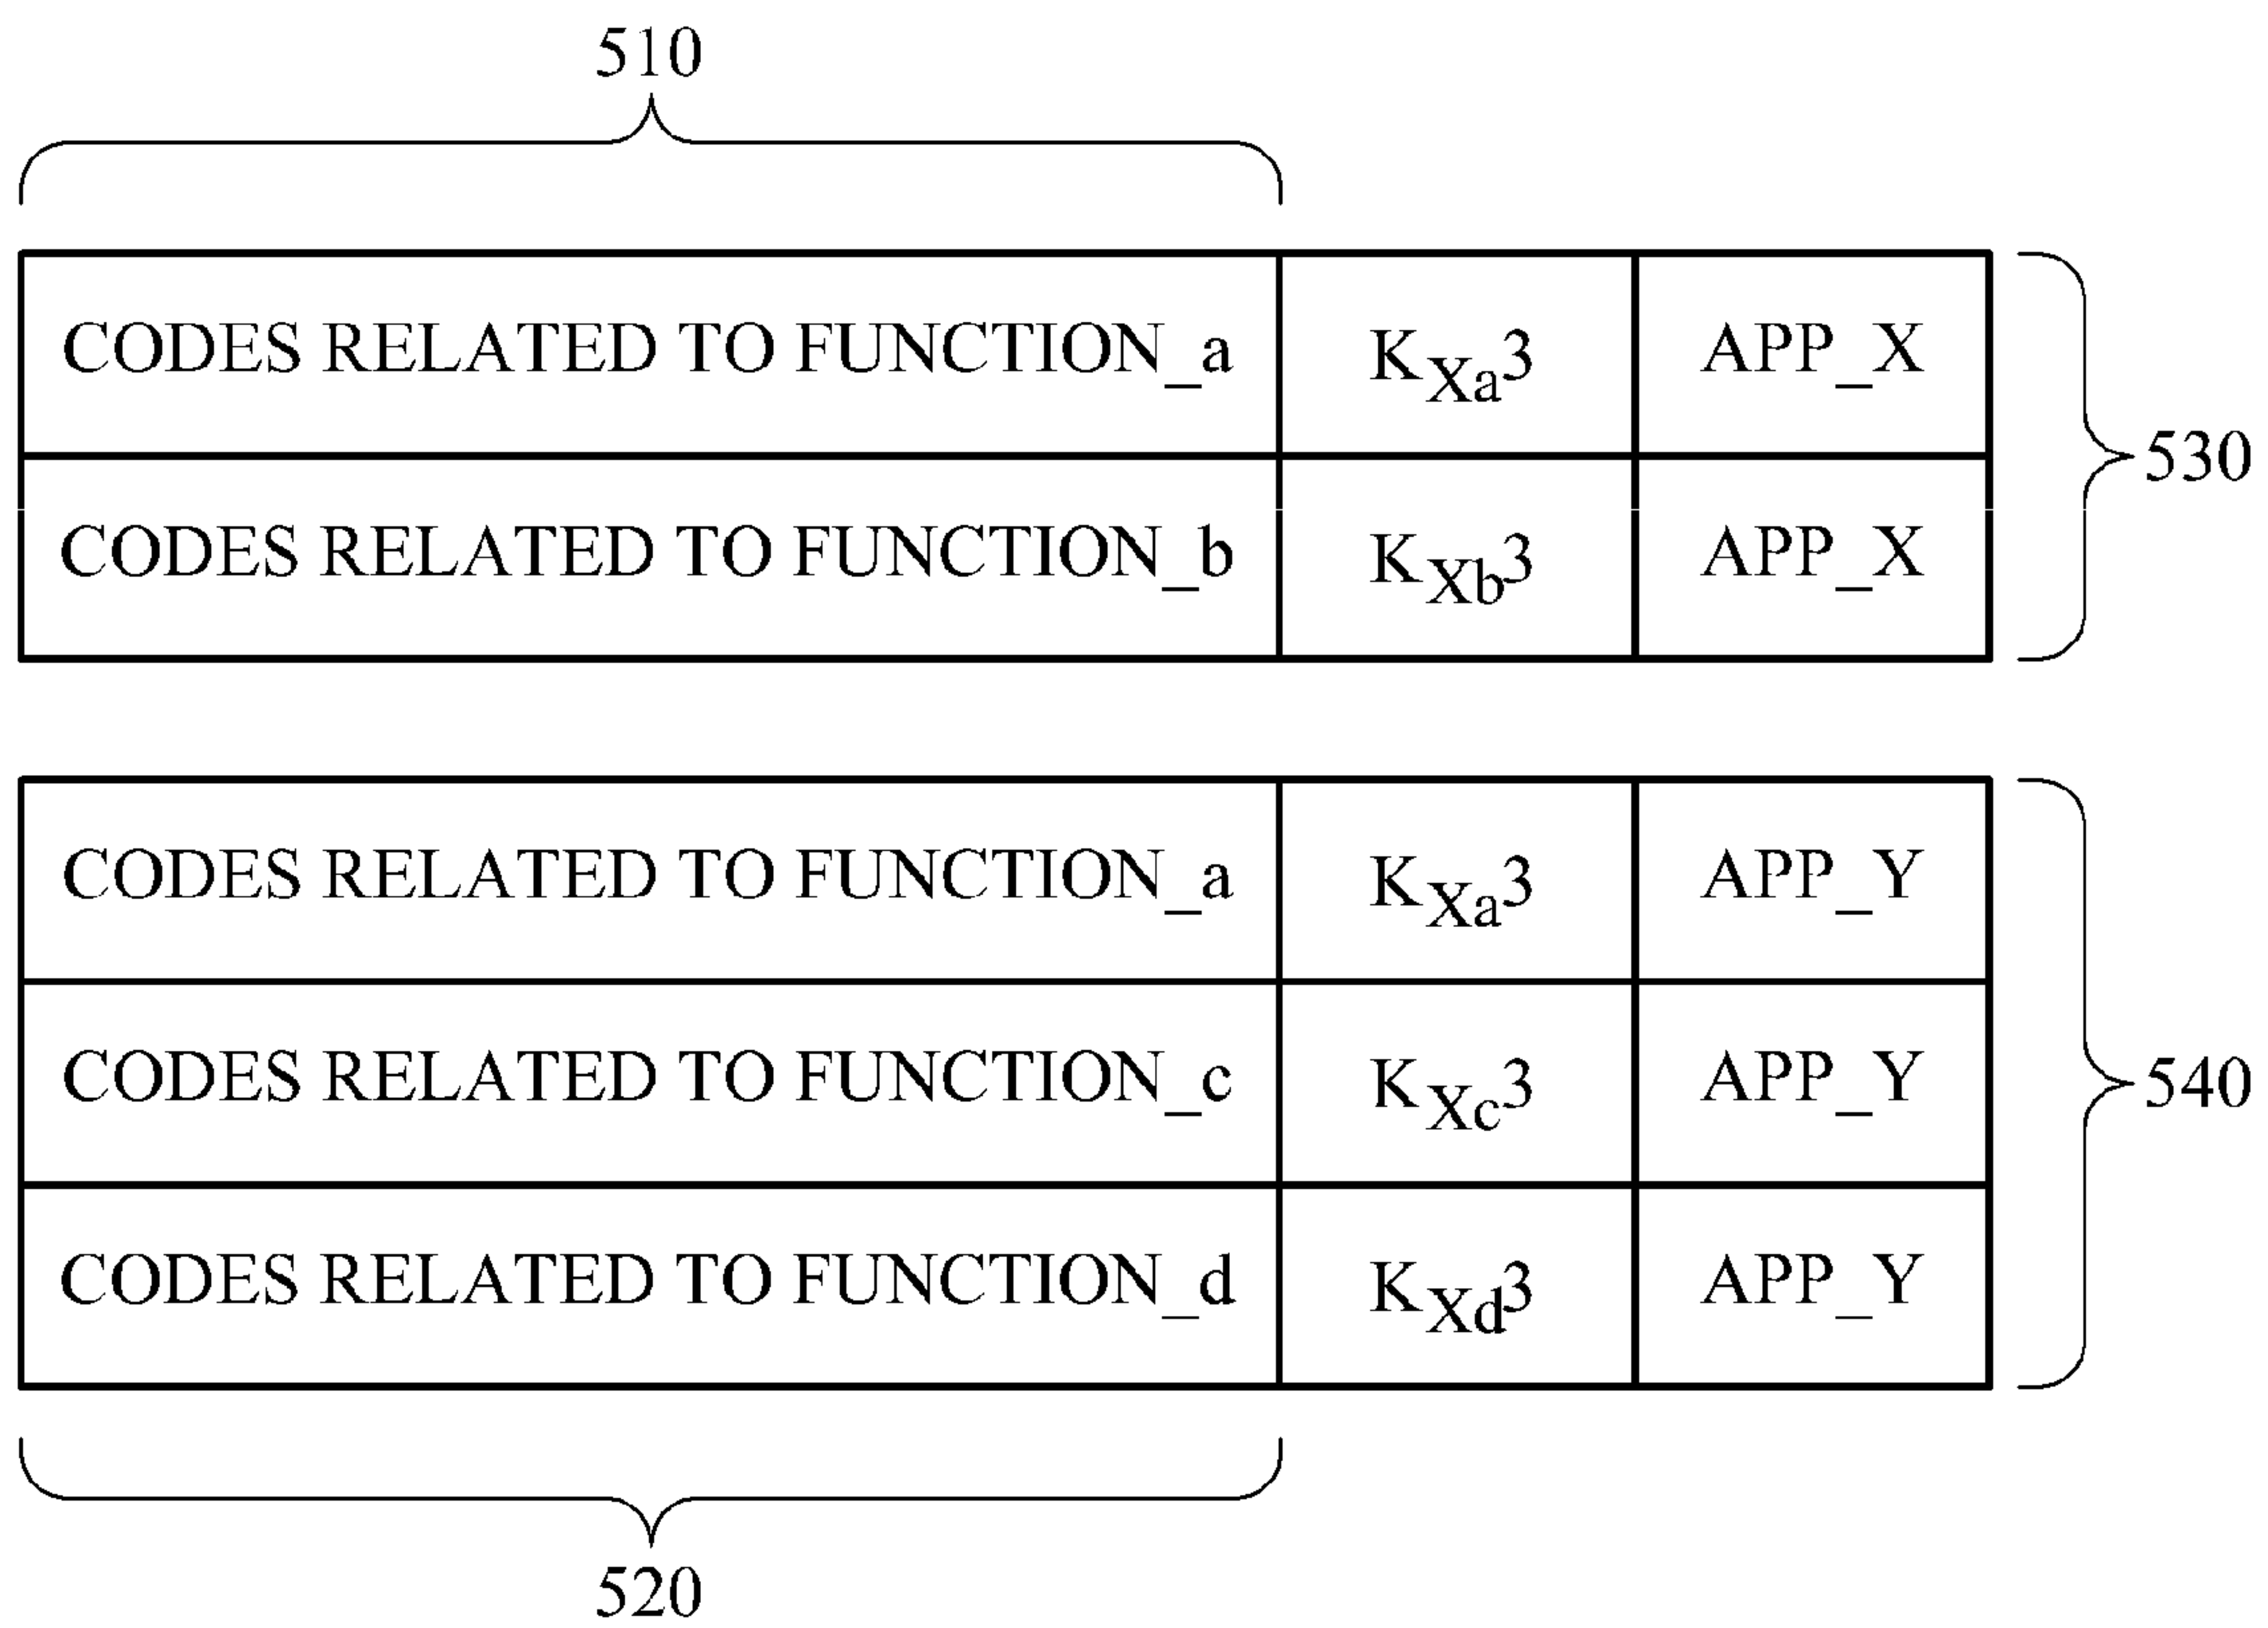 510
CODES RELATED TO FUNCTION_a KXa3 APP_X
530
CODES RELATED TO FUNCTION_b KXb3 APP_X
CODES RELATED TO FUNCTION_a KXa3 APP_Y
CODES RELATED TO FUNCTION_c KXc3 APP_Y
540
CODES RELATED TO FUNCTION_d KXd3 APP_Y
520